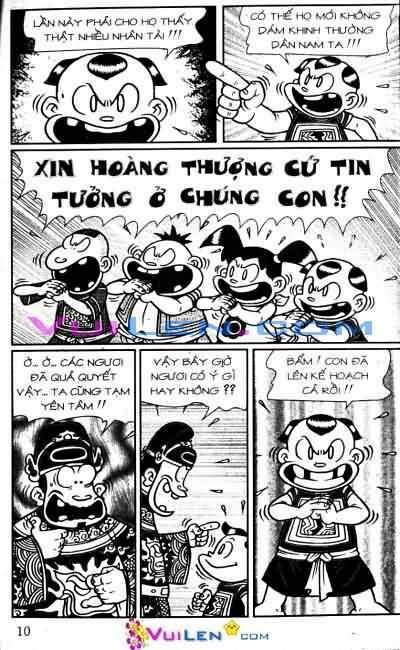 LẦN NÀY PHẢI CHO HỌ THẤY
THẬT NHIỀU NHÂN TÀI !!!
CÓ THẾ HỌ MỚI KHÔNG
DÁM KHINH THƯỜNG
DÂN NAM TA !!!
XIN HOÀNG THƯỢNG CỨ TIN
TƯỞNG Ở CHÚNG CON !!
VUILEN.COM
Ờ.. Ờ.. CÁC NGƯƠI
ĐÃ QUẢ QUYẾT
VẬY... TA CŨNG TẠM
YÊN TÂM !!
VẬY BÂY GIỜ
NGƯƠI CÓ Ý GÌ
HAY KHÔNG ??
BẨM ! CON ĐÃ
LÊN KẾ HOẠCH
CẢ RỒI !!
10
VUILEN.COM